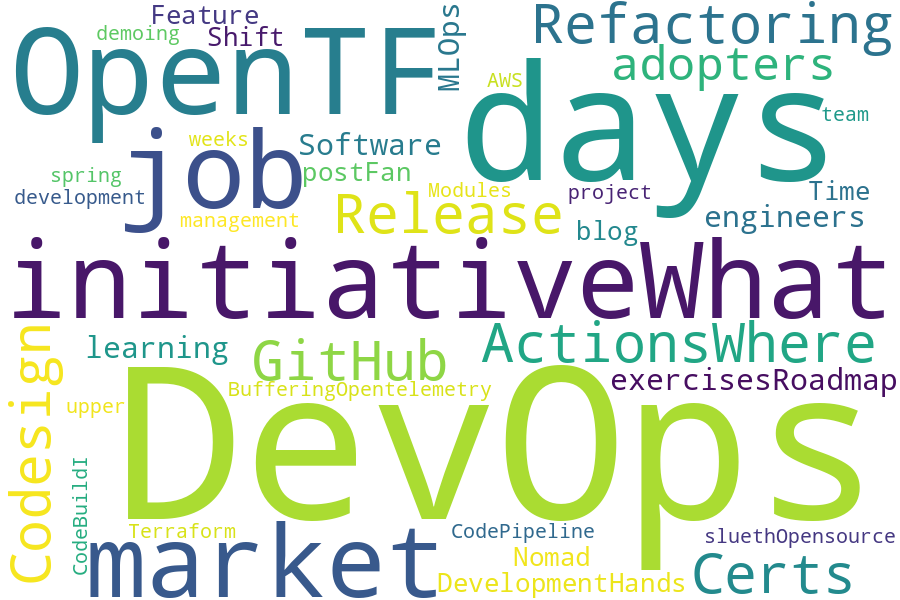 Feature
demoing
Shift
OpenTF
MLOps
Refactoring
adopters
AWS
days
team
weeks
job
Software
postFan
spring
development
management
Modules
Release
project
Time
engineers
blog
initiativeWhat
Codesign
learning
GitHub
ActionsWhere
exercisesRoadmap
BufferingOpentelemetry
upper
DevOps
CodeBuildI
Terraform
market
CodePipeline
sluethOpensource
Nomad
DevelopmentHands
Certs